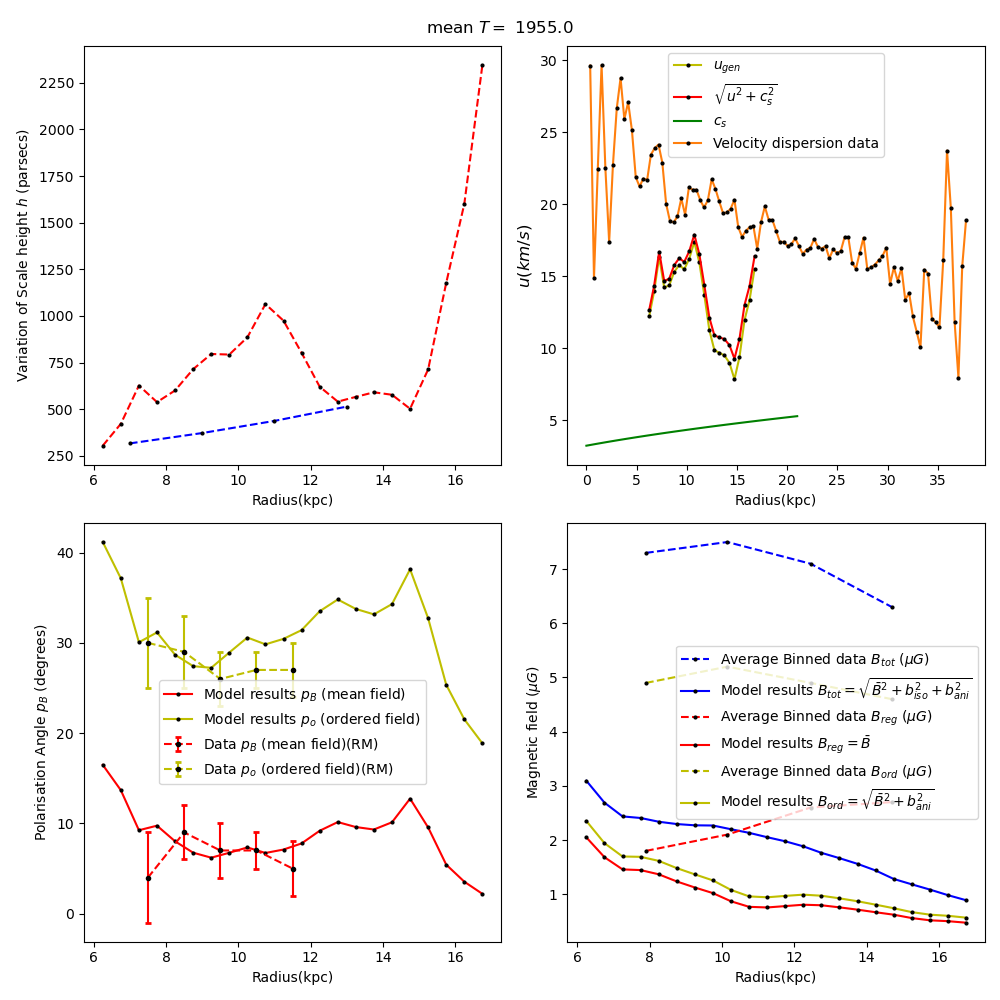 mean T = 1955.0
Variation of Scale height h (parsecs)
2250
2000
1750
1500
1250
1000
750
500
250
6 8 10 12 14 16
Radius(kpc)
u(km/s)
30
25
20
15
10
5
u_gen
√(u² + c_s²)
c_s
Velocity dispersion data
0 5 10 15 20 25 30 35
Radius(kpc)
Polarisation Angle p_B (degrees)
40
30
20
10
0
Model results p_B (mean field)
Model results p_o (ordered field)
Data p_B (mean field)(RM)
Data p_o (ordered field)(RM)
6 8 10 12 14 16
Radius(kpc)
Magnetic field (μG)
7
6
5
4
3
2
1
Average Binned data B_tot (μG)
Model results B_tot = √(B̄² + b²_iso + b²_ani)
Average Binned data B_reg (μG)
Model results B_reg = B̄
Average Binned data B_ord (μG)
Model results B_ord = √(B̄² + b²_ani)
6 8 10 12 14 16
Radius(kpc)